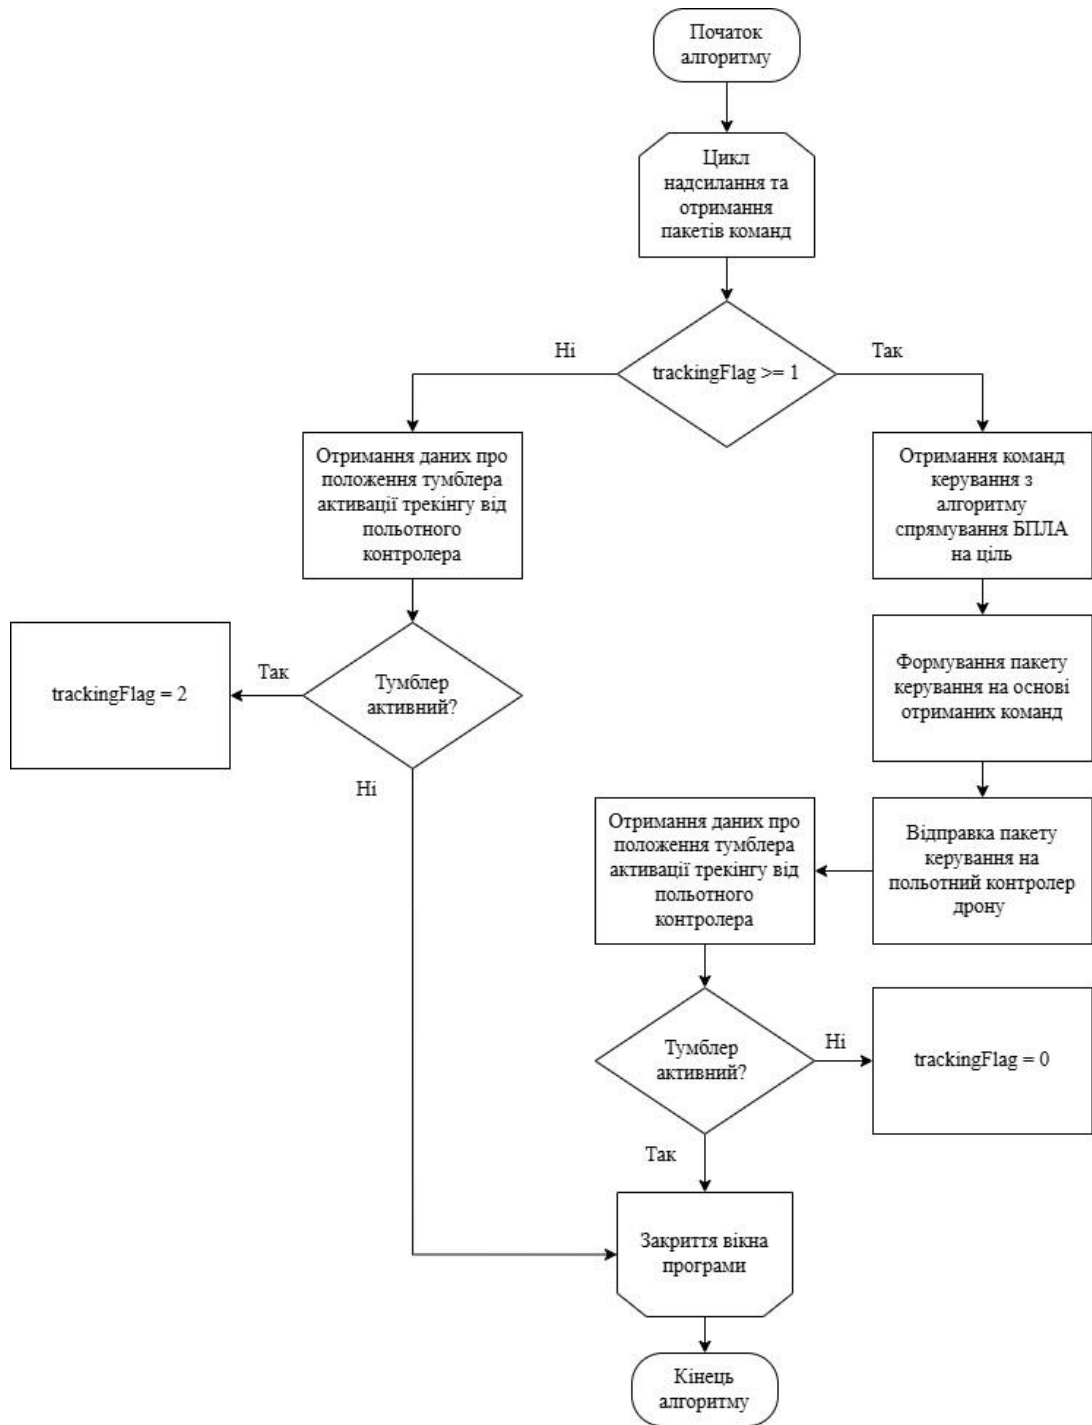 Початок
алгоритму
Цикл
надсилання та
отримання
пакетів команд
Ні
Так
trackingFlag >= 1
Отримання даних про
положення тумблера
активації трекінгу від
польотного
контролера
Отримання команд
керування з
алгоритму
спрямування БПЛА
на ціль
trackingFlag = 2
Так
Тумблер
активний?
Ні
Формування пакету
керування на основі
отриманих команд
Отримання даних про
положення тумблера
активації трекінгу від
польотного
контролера
Відправка пакету
керування на
польотний контролер
дрону
Тумблер
активний?
Ні
trackingFlag = 0
Так
Закриття вікна
програми
Кінець
алгоритму